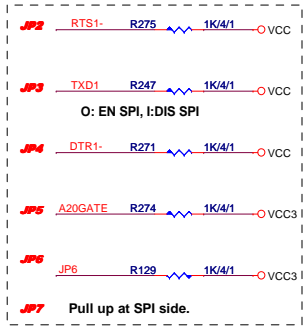 JP2 RTS1- R275 1K/4/1 VCC
JP3 TXD1 R247 1K/4/1 VCC
O: EN SPI, I:DIS SPI
JP4 DTR1- R271 1K/4/1 VCC
JP5 A20GATE R274 1K/4/1 VCC3
JP6
JP6 R129 1K/4/1 VCC3
JP7 Pull up at SPI side.